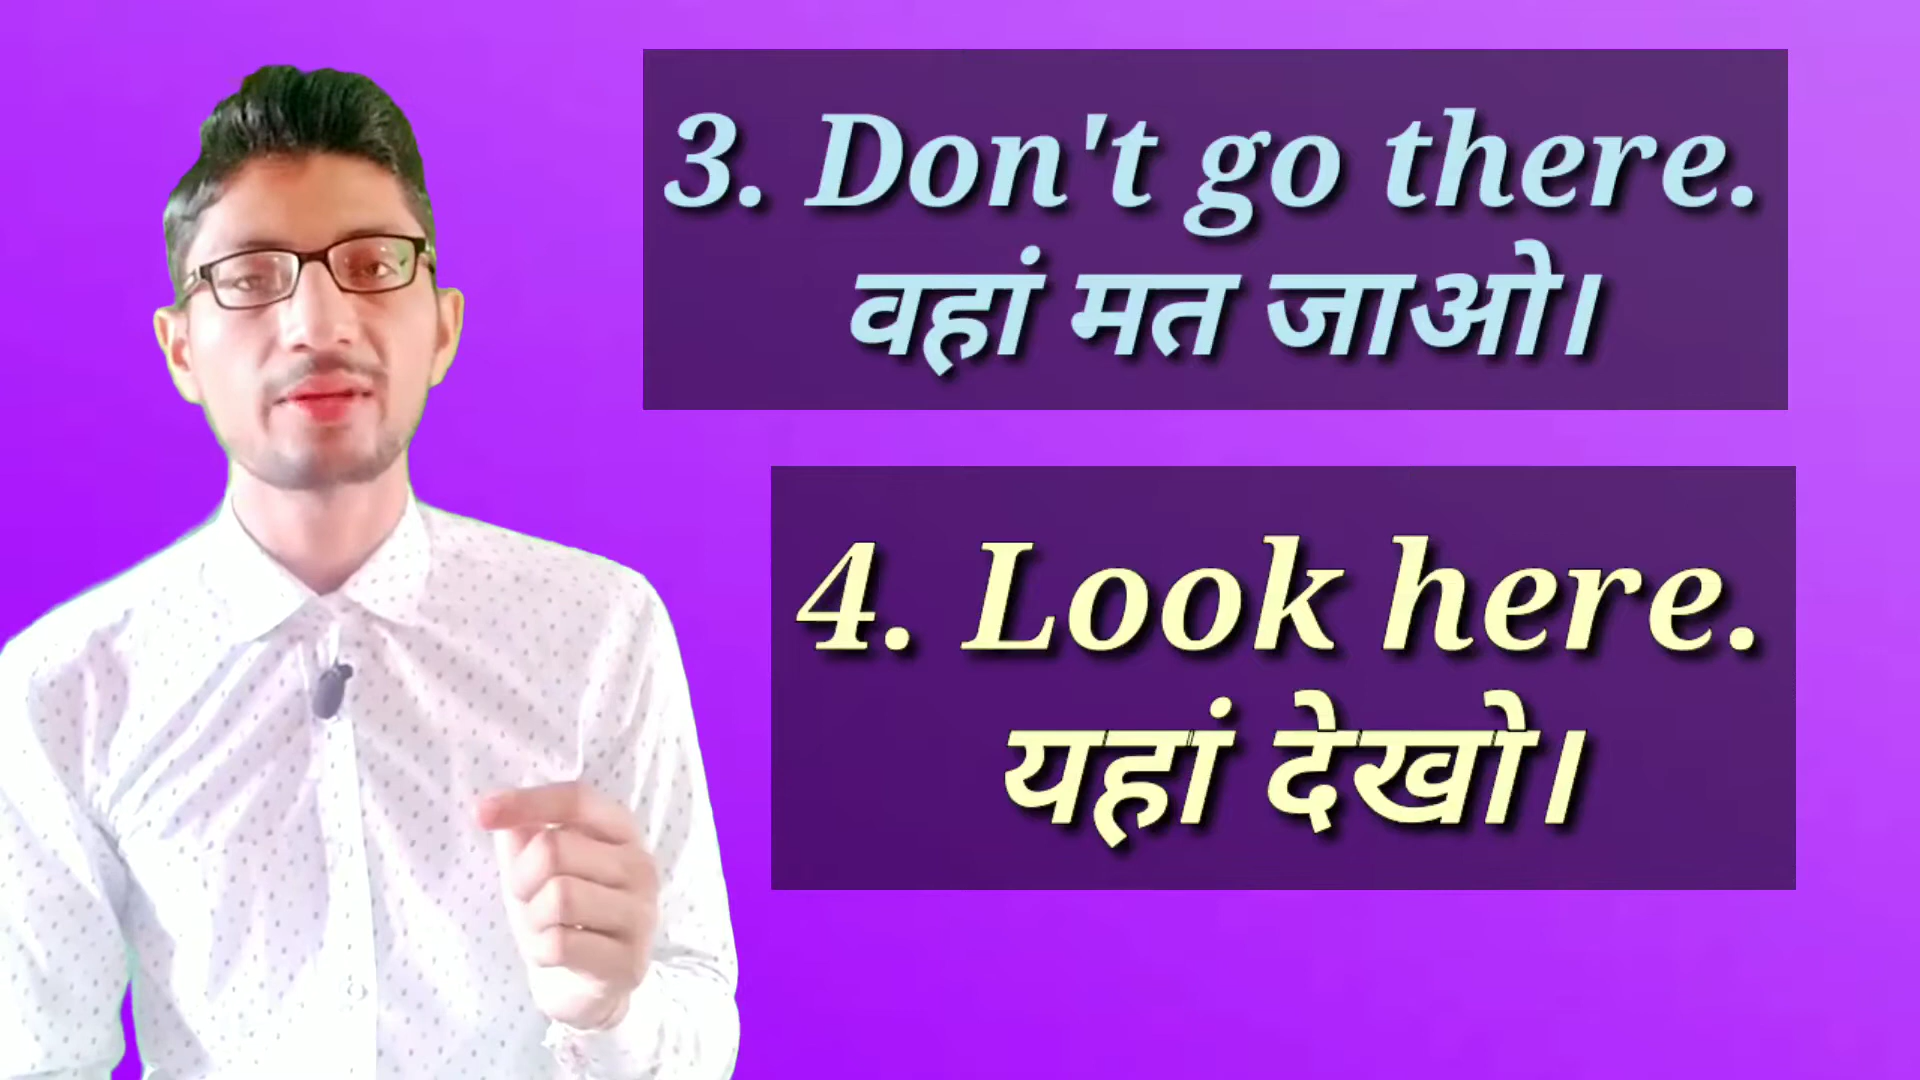 3. Don't go there.
वहां मत जाओ।
4. Look here.
यहां देखो।